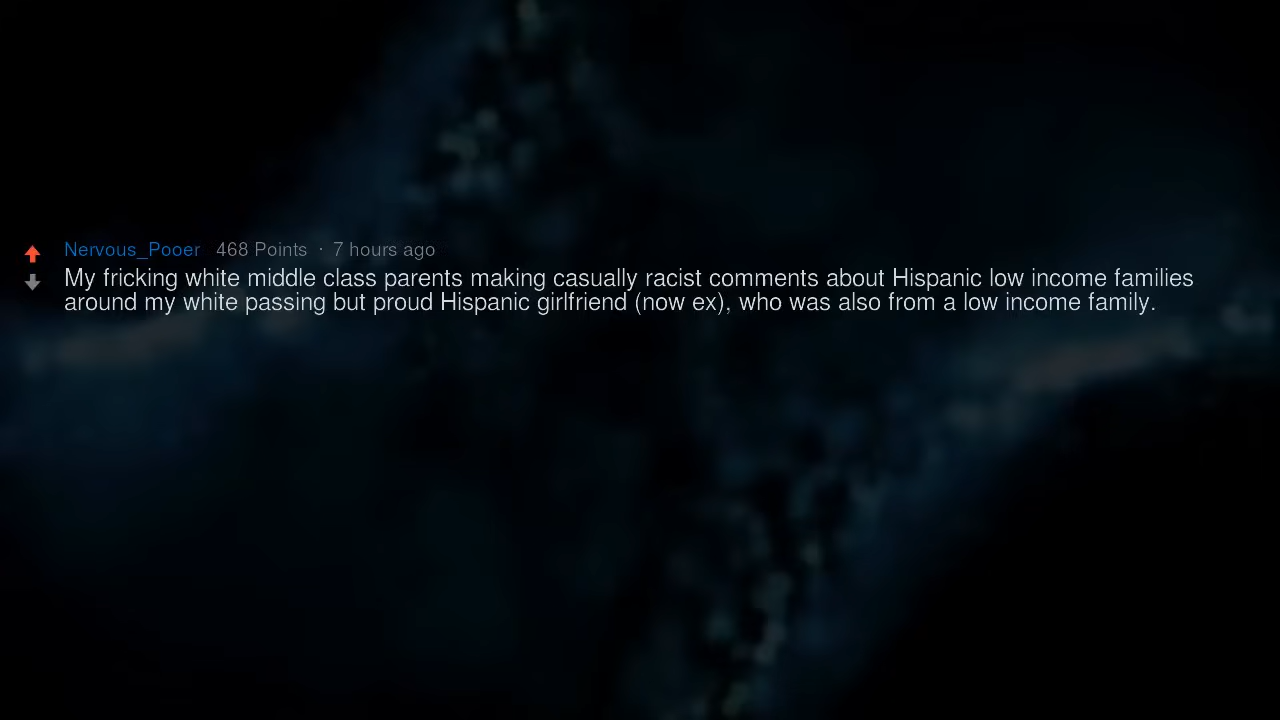 Nervous_Pooer 468 Points · 7 hours ago
My fricking white middle class parents making casually racist comments about Hispanic low income families
around my white passing but proud Hispanic girlfriend (now ex), who was also from a low income family.